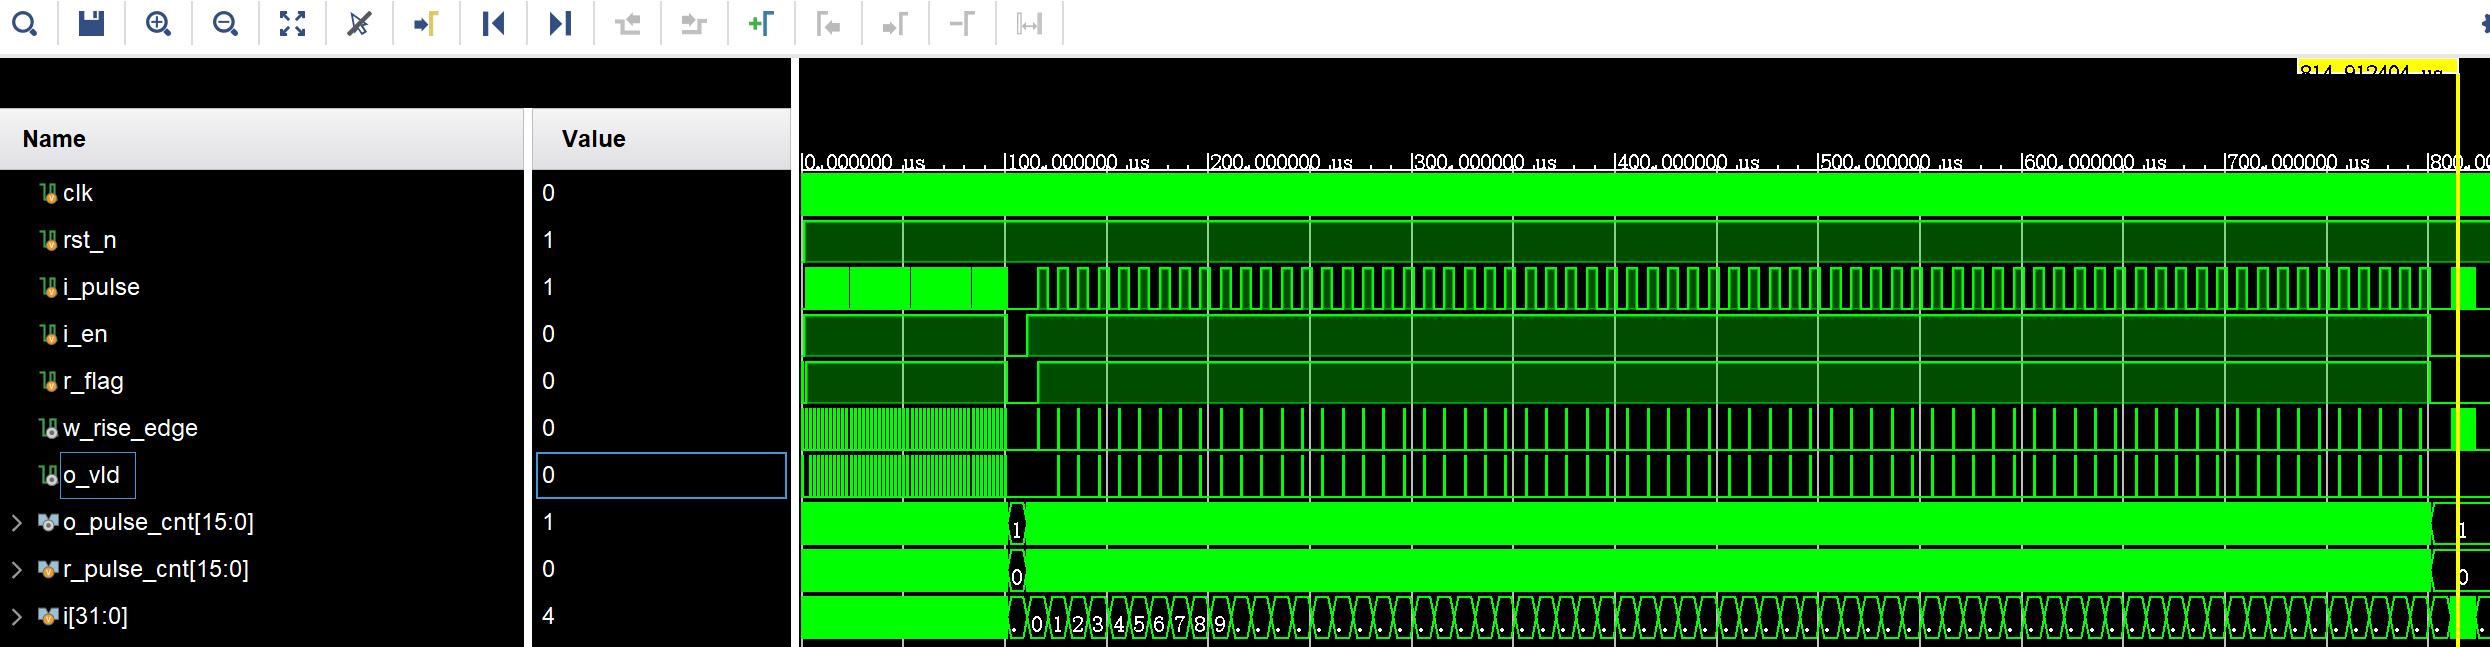 814.912404 us
Name Value
0.000000 us 100.000000 us 200.000000 us 300.000000 us 400.000000 us 500.000000 us 600.000000 us 700.000000 us 800.00
clk 0
rst_n 1
i_pulse 1
i_en 0
r_flag 0
w_rise_edge 0
o_vld 0
o_pulse_cnt[15:0] 1 1 1
r_pulse_cnt[15:0] 0 0 0
i[31:0] 4 . 0 1 2 3 4 5 6 7 8 9 . . . . . . . . . . . . . . . . . . . . . . . . . . . . . . . . . . . . . . . . . . . . . . . . . . . . . . . . . . . . .